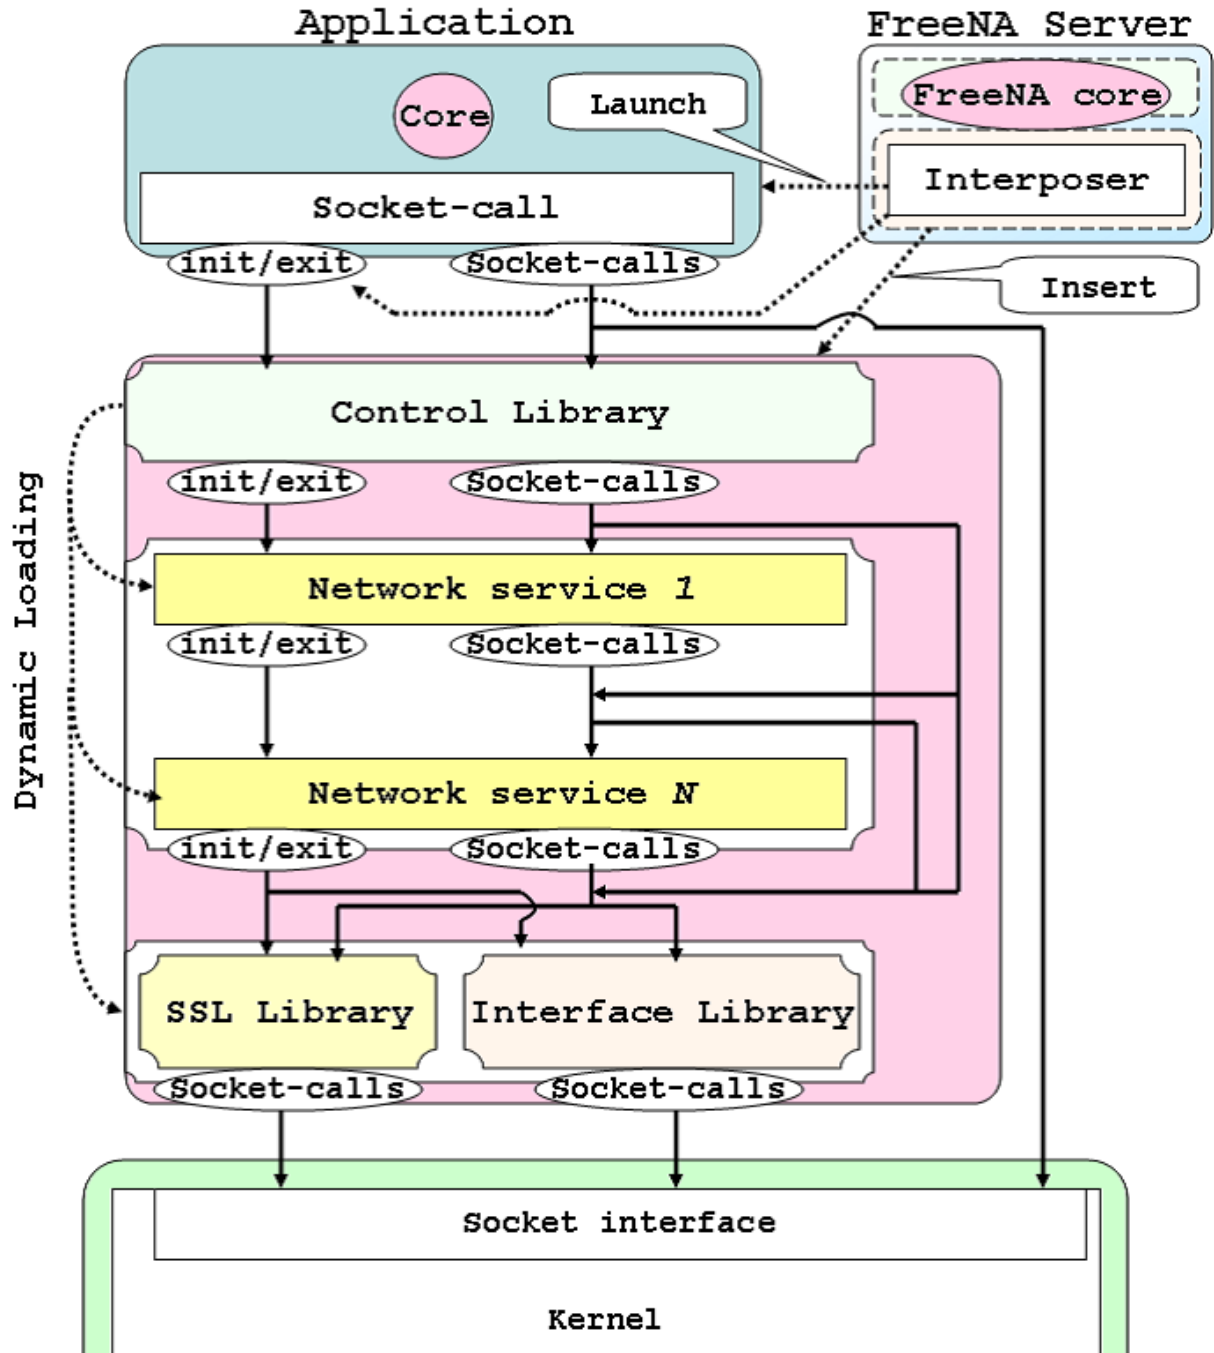 Application
FreeNA Server
Core
Launch
FreeNA core
Interposer
Socket-call
init/exit
Socket-calls
Insert
Control Library
init/exit
Socket-calls
Dynamic Loading
Network service 1
init/exit
Socket-calls
Network service N
init/exit
Socket-calls
SSL Library
Interface Library
Socket-calls
Socket-calls
Socket interface
Kernel